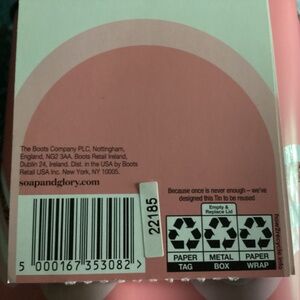 The Boots Company PLC, Nottingham,
England, NG2 3AA. Boots Retail Ireland,
Dublin 24, Ireland. Dist. in the USA by Boots
Retail USA Inc. New York, NY 10005.
soapandglory.com
22185
5 000167 353082 >
Because once is never enough – we've
designed this Tin to be reused
Empty &
Replace Lid
PAPER
TAG
METAL
BOX
PAPER
WRAP
how2recycle.info